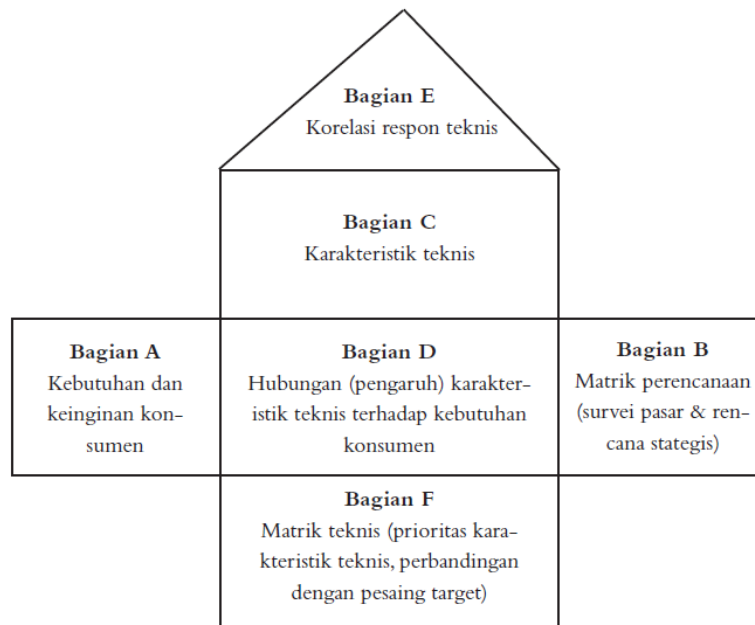 Bagian E
Korelasi respon teknis
Bagian C
Karakteristik teknis
Bagian A
Kebutuhan dan
keinginan kon-
sumen
Bagian D
Hubungan (pengaruh) karakter-
istik teknis terhadap kebutuhan
konsumen
Bagian B
Matrik perencanaan
(survei pasar & ren-
cana stategis)
Bagian F
Matrik teknis (prioritas kara-
kteristik teknis, perbandingan
dengan pesaing target)